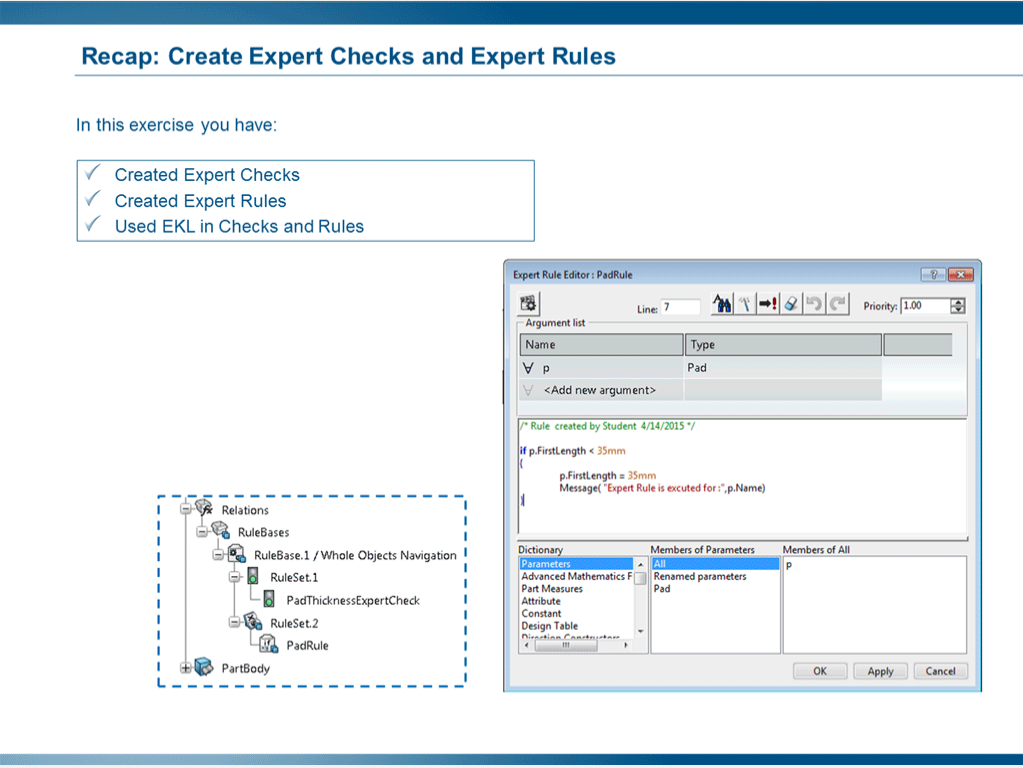 Recap: Create Expert Checks and Expert Rules
In this exercise you have:
Created Expert Checks
Created Expert Rules
Used EKL in Checks and Rules
Expert Rule Editor : PadRule
Line: 7
Priority: 1.00
Argument list
Name Type
∀ p Pad
∀ <Add new argument>
/* Rule created by Student 4/14/2015 */
if p.FirstLength < 35mm
{
p.FirstLength = 35mm
Message( "Expert Rule is excuted for :",p.Name)
}
Dictionary Members of Parameters Members of All
Parameters All p
Advanced Mathematics F Renamed parameters
Part Measures Pad
Attribute
Constant
Design Table
Direction Constructors
OK Apply Cancel
Relations
RuleBases
RuleBase.1 / Whole Objects Navigation
RuleSet.1
PadThicknessExpertCheck
RuleSet.2
PadRule
PartBody